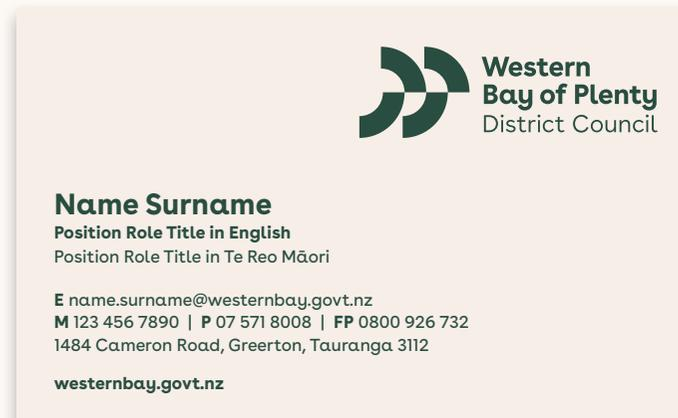 Western
Bay of Plenty
District Council
Name Surname
Position Role Title in English
Position Role Title in Te Reo Māori
E name.surname@westernbay.govt.nz
M 123 456 7890 | P 07 571 8008 | FP 0800 926 732
1484 Cameron Road, Greerton, Tauranga 3112
westernbay.govt.nz